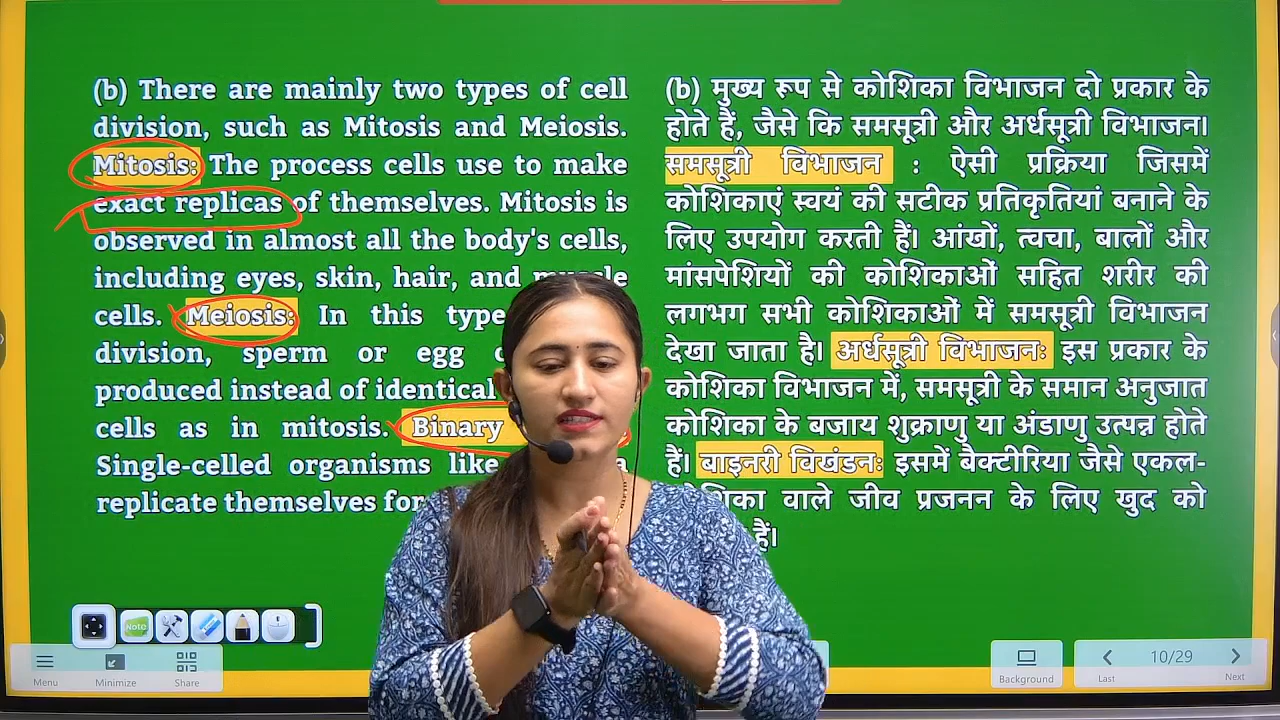 (b) There are mainly two types of cell
division, such as Mitosis and Meiosis.
Mitosis: The process cells use to make
exact replicas of themselves. Mitosis is
observed in almost all the body's cells,
including eyes, skin, hair, and muscle
cells. Meiosis: In this type
division, sperm or egg
produced instead of identical
cells as in mitosis. Binary
Single-celled organisms like
replicate themselves for
(b) मुख्य रूप से कोशिका विभाजन दो प्रकार के
होते हैं, जैसे कि समसूत्री और अर्धसूत्री विभाजन।
समसूत्री विभाजन : ऐसी प्रक्रिया जिसमें
कोशिकाएं स्वयं की सटीक प्रतिकृतियां बनाने के
लिए उपयोग करती हैं। आंखों, त्वचा, बालों और
मांसपेशियों की कोशिकाओं सहित शरीर की
लगभग सभी कोशिकाओं में समसूत्री विभाजन
देखा जाता है। अर्धसूत्री विभाजनः इस प्रकार के
कोशिका विभाजन में, समसूत्री के समान अनुजात
कोशिका के बजाय शुक्राणु या अंडाणु उत्पन्न होते
हैं। बाइनरी विखंडनः इसमें बैक्टीरिया जैसे एकल-
वाले जीव प्रजनन के लिए खुद को
हैं।
Note
Menu
Minimize
Share
Background
Last
10/29
Next